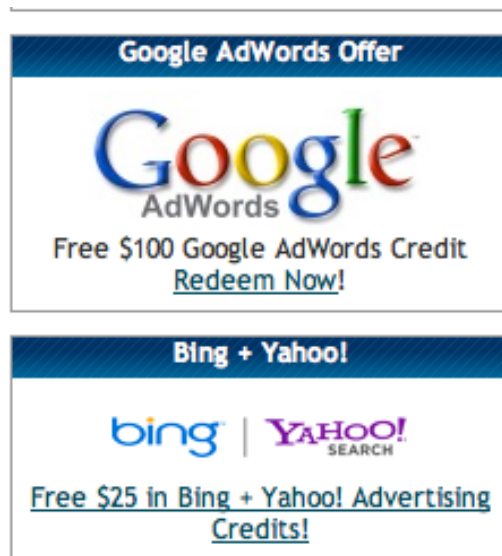 Google AdWords Offer
Google
AdWords
Free $100 Google AdWords Credit
Redeem Now!
Bing + Yahoo!
bing | YAHOO!
SEARCH
Free $25 in Bing + Yahoo! Advertising
Credits!